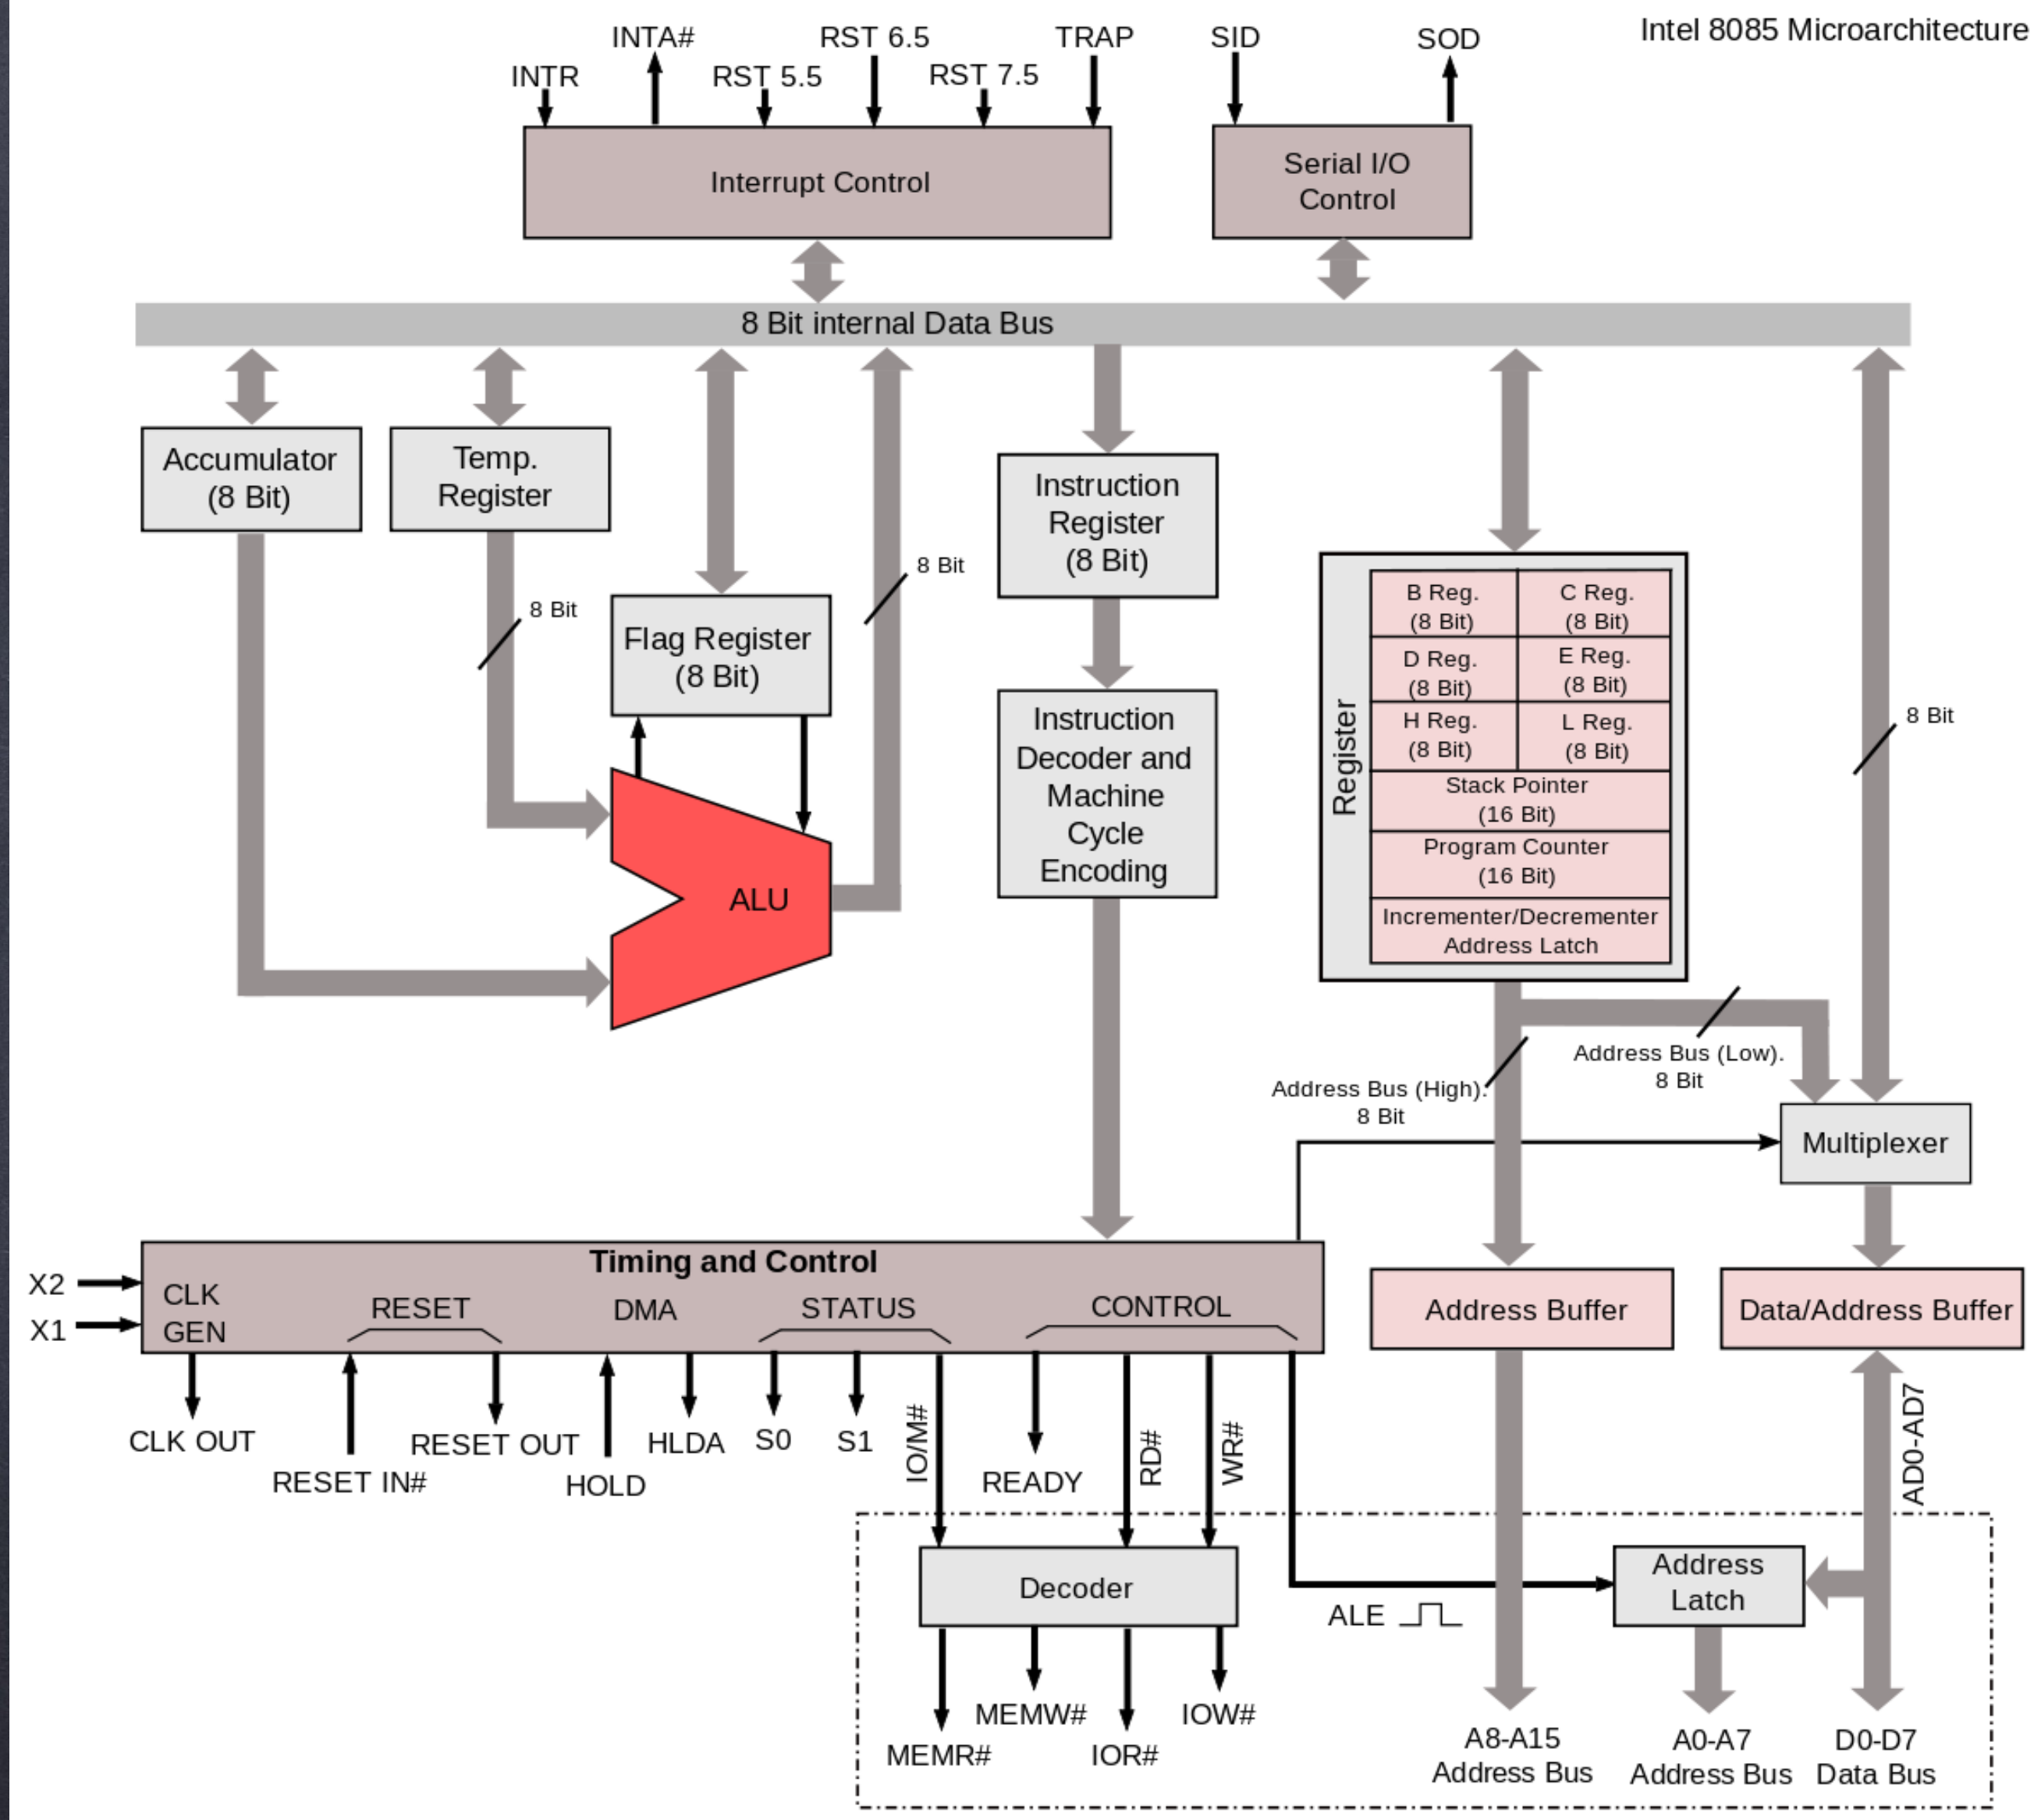 Intel 8085 Microarchitecture
INTA#
RST 6.5
TRAP
SID
SOD
INTR
RST 5.5
RST 7.5
Interrupt Control
Serial I/O
Control
8 Bit internal Data Bus
Accumulator
(8 Bit)
Temp.
Register
8 Bit
Flag Register
(8 Bit)
8 Bit
ALU
Instruction
Register
(8 Bit)
Instruction
Decoder and
Machine
Cycle
Encoding
Register
B Reg.
(8 Bit)
C Reg.
(8 Bit)
D Reg.
(8 Bit)
E Reg.
(8 Bit)
H Reg.
(8 Bit)
L Reg.
(8 Bit)
Stack Pointer
(16 Bit)
Program Counter
(16 Bit)
Incrementer/Decrementer
Address Latch
8 Bit
Address Bus (Low).
8 Bit
Address Bus (High).
8 Bit
Multiplexer
Timing and Control
X2
X1
CLK
GEN
RESET
DMA
STATUS
CONTROL
Address Buffer
Data/Address Buffer
CLK OUT
RESET IN#
RESET OUT
HOLD
HLDA
S0
S1
IO/M#
READY
RD#
WR#
AD0-AD7
Decoder
Address
Latch
ALE
MEMR#
MEMW#
IOR#
IOW#
A8-A15
Address Bus
A0-A7
Address Bus
D0-D7
Data Bus